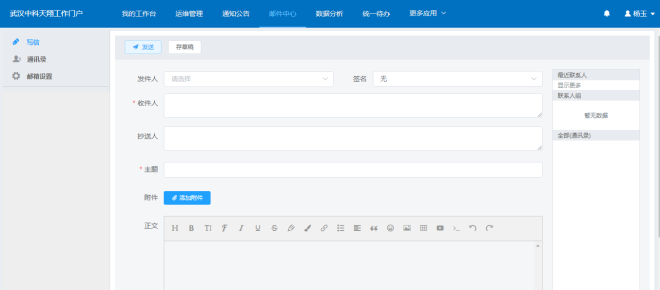 武汉中科天翔工作门户 我的工作台 运维管理 通知公告 邮件中心 数据分析 统一待办 更多应用 杨玉
写信
通讯录
邮箱设置
发送 存草稿
发件人 请选择 签名 无
* 收件人
抄送人
* 主题
附件 添加附件
正文
H B TI F I U S
最近联系人
显示更多
联系人组
暂无数据
全部(通讯录)